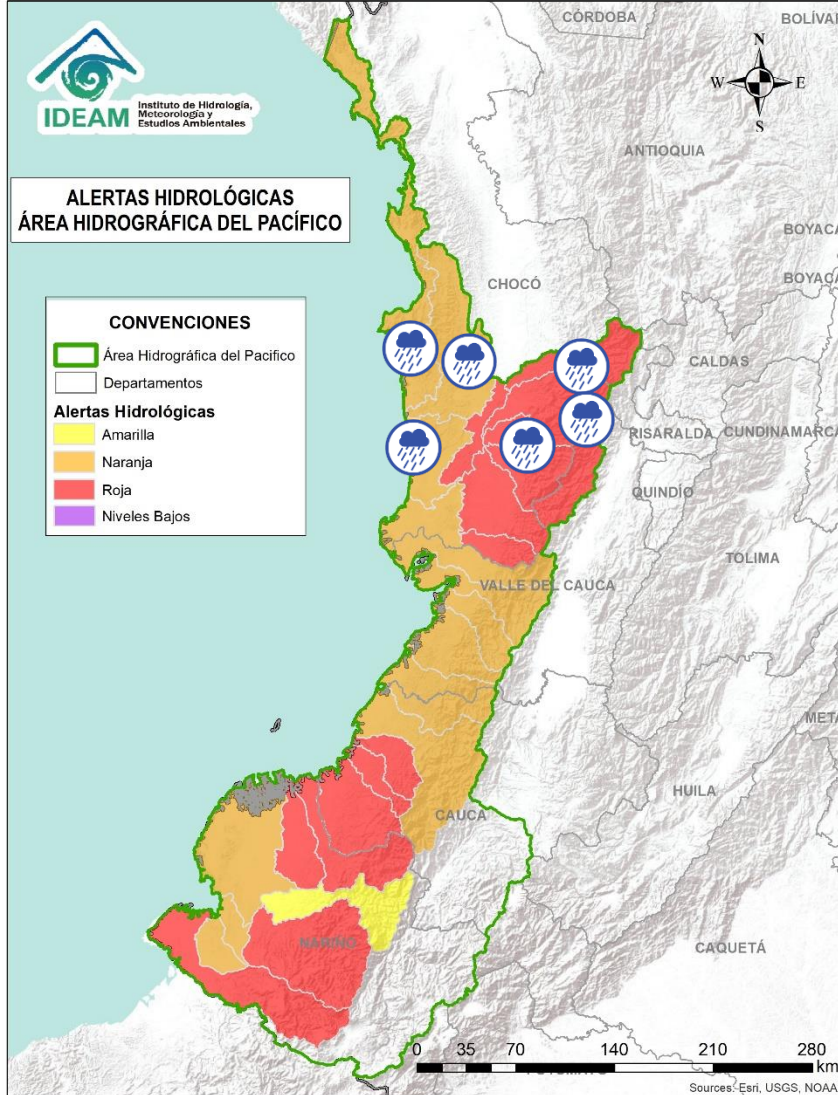 CÓRDOBA
BOLÍVAR
N
W
E
S
IDEAM
Instituto de Hidrología,
Meteorología y
Estudios Ambientales
ANTIOQUIA
ALERTAS HIDROLÓGICAS
ÁREA HIDROGRÁFICA DEL PACÍFICO
BOYACÁ
BOYACÁ
CHOCÓ
CONVENCIONES
Área Hidrográfica del Pacifico
Departamentos
Alertas Hidrológicas
Amarilla
Naranja
Roja
Niveles Bajos
CALDAS
RISARALDA
CUNDINAMARCA
QUINDÍO
TOLIMA
VALLE DEL CAUCA
META
HUILA
CAUCA
NARIÑO
CAQUETÁ
0 35 70 140 210 280
km
Sources: Esri, USGS, NOAA